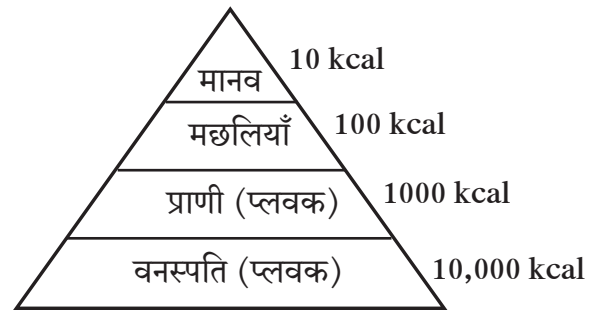 मानव 10 kcal
मछलियाँ 100 kcal
प्राणी (प्लवक) 1000 kcal
वनस्पति (प्लवक) 10,000 kcal